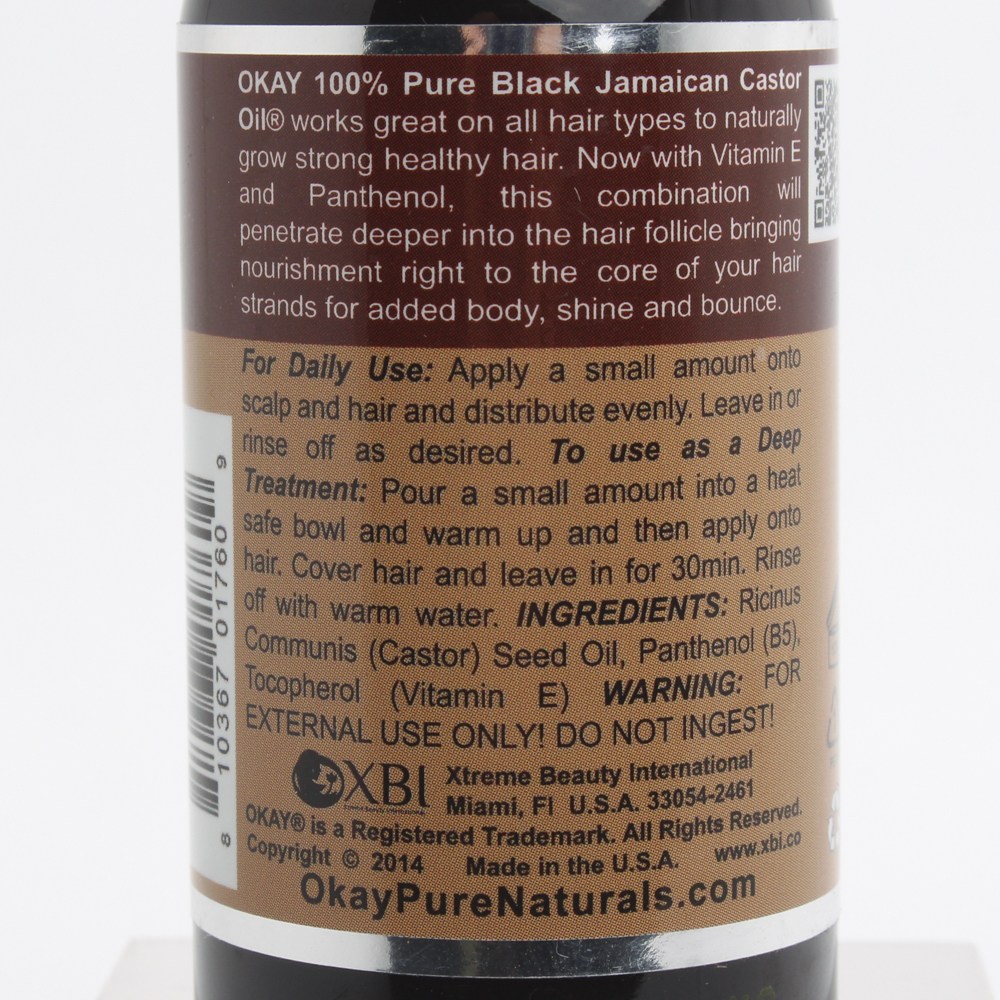 OKAY 100% Pure Black Jamaican Castor
Oil® works great on all hair types to naturally
grow strong healthy hair. Now with Vitamin E
and Panthenol, this combination will
penetrate deeper into the hair follicle bringing
nourishment right to the core of your hair
strands for added body, shine and bounce.
For Daily Use: Apply a small amount onto
scalp and hair and distribute evenly. Leave in or
rinse off as desired. To use as a Deep
Treatment: Pour a small amount into a heat
safe bowl and warm up and then apply onto
hair. Cover hair and leave in for 30min. Rinse
off with warm water. INGREDIENTS: Ricinus
Communis (Castor) Seed Oil, Panthenol (B5),
Tocopherol (Vitamin E) WARNING: FOR
EXTERNAL USE ONLY! DO NOT INGEST!
XBI
Xtreme Beauty International
Miami, Fl U.S.A. 33054-2461
OKAY® is a Registered Trademark. All Rights Reserved.
Copyright © 2014 Made in the U.S.A. www.xbi.co
OkayPureNaturals.com
8 10367 01760 9